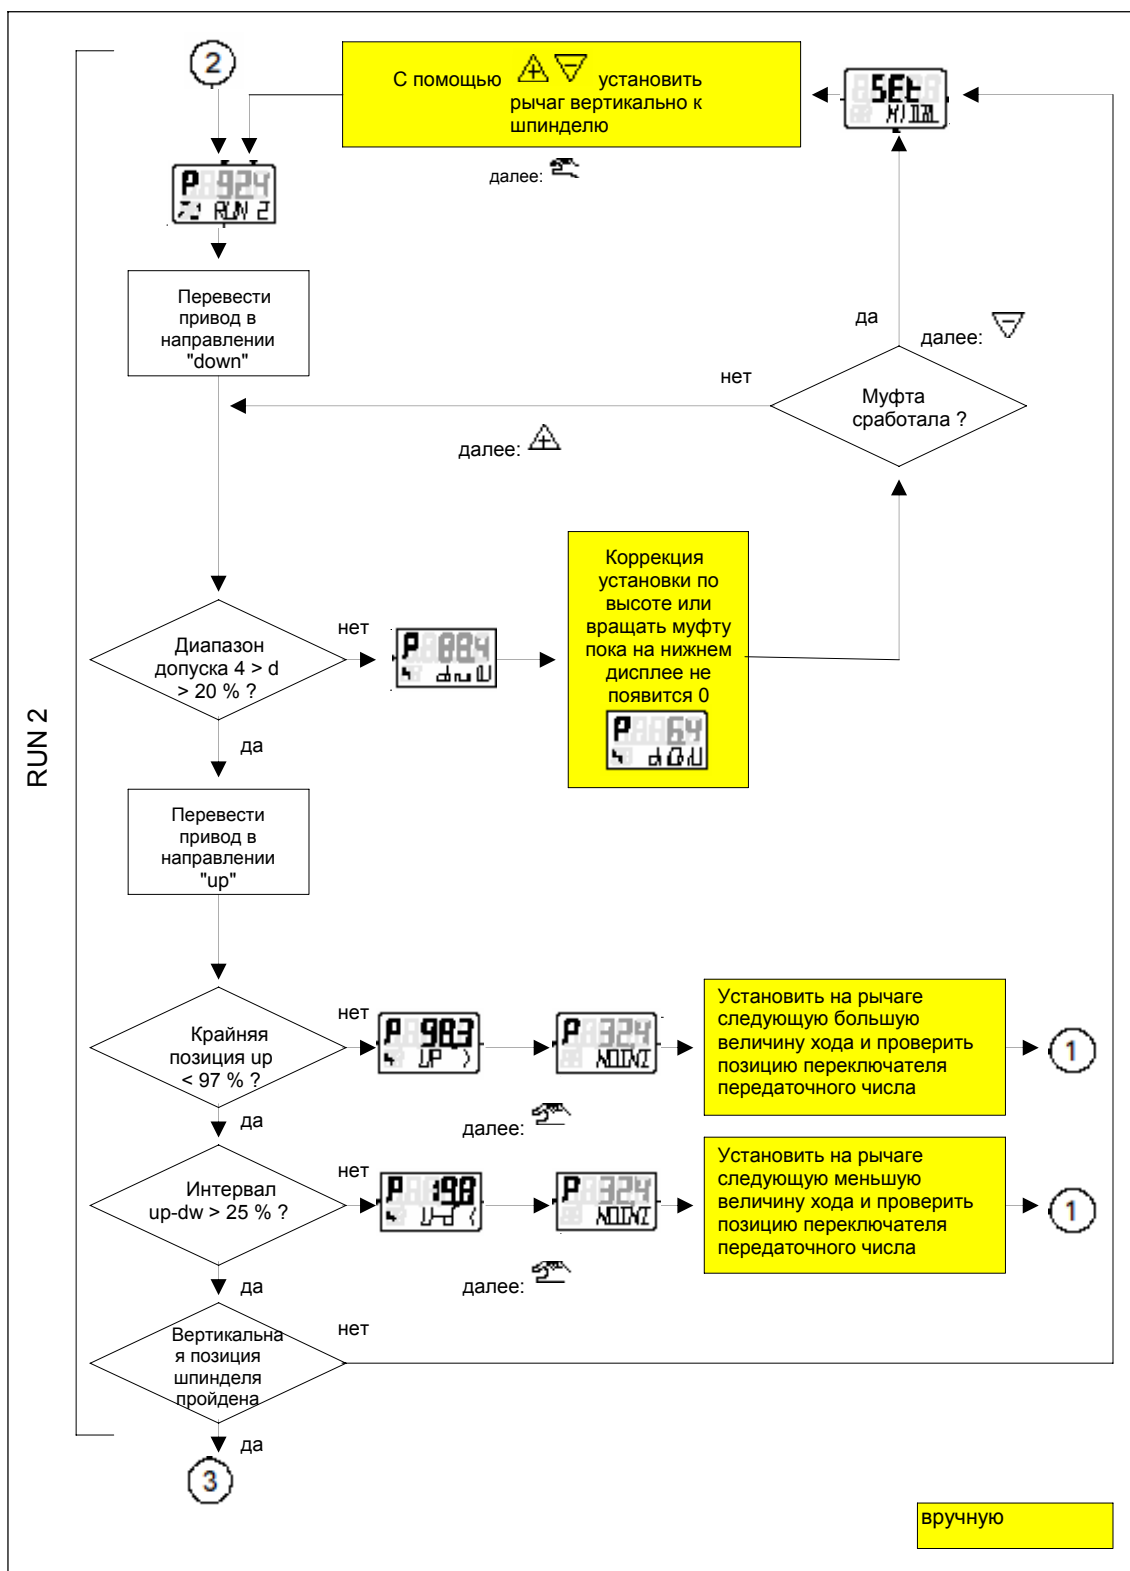 2
С помощью установить
рычаг вертикально к
шпинделю
SEt
MIDDL
далее:
P 92.4
RUN 2
Перевести
привод в
направлении
"down"
да
далее:
нет
Муфта
сработала ?
далее:
Коррекция
установки по
высоте или
вращать муфту
пока на нижнем
дисплее не
появится 0
Диапазон
допуска 4 > d
> 20 % ?
нет
P 88.4
P 6.4
да
RUN 2
Перевести
привод в
направлении
"up"
Крайняя
позиция up
< 97 % ?
нет
P 98.3
UP >
P 32.4
NOINI
Установить на рычаге
следующую большую
величину хода и проверить
позицию переключателя
передаточного числа
1
да
далее:
Интервал
up-dw > 25 % ?
нет
P 19.8
U-d <
P 32.4
NOINI
Установить на рычаге
следующую меньшую
величину хода и проверить
позицию переключателя
передаточного числа
1
да
далее:
Вертикальна
я позиция
шпинделя
пройдена
нет
да
3
вручную